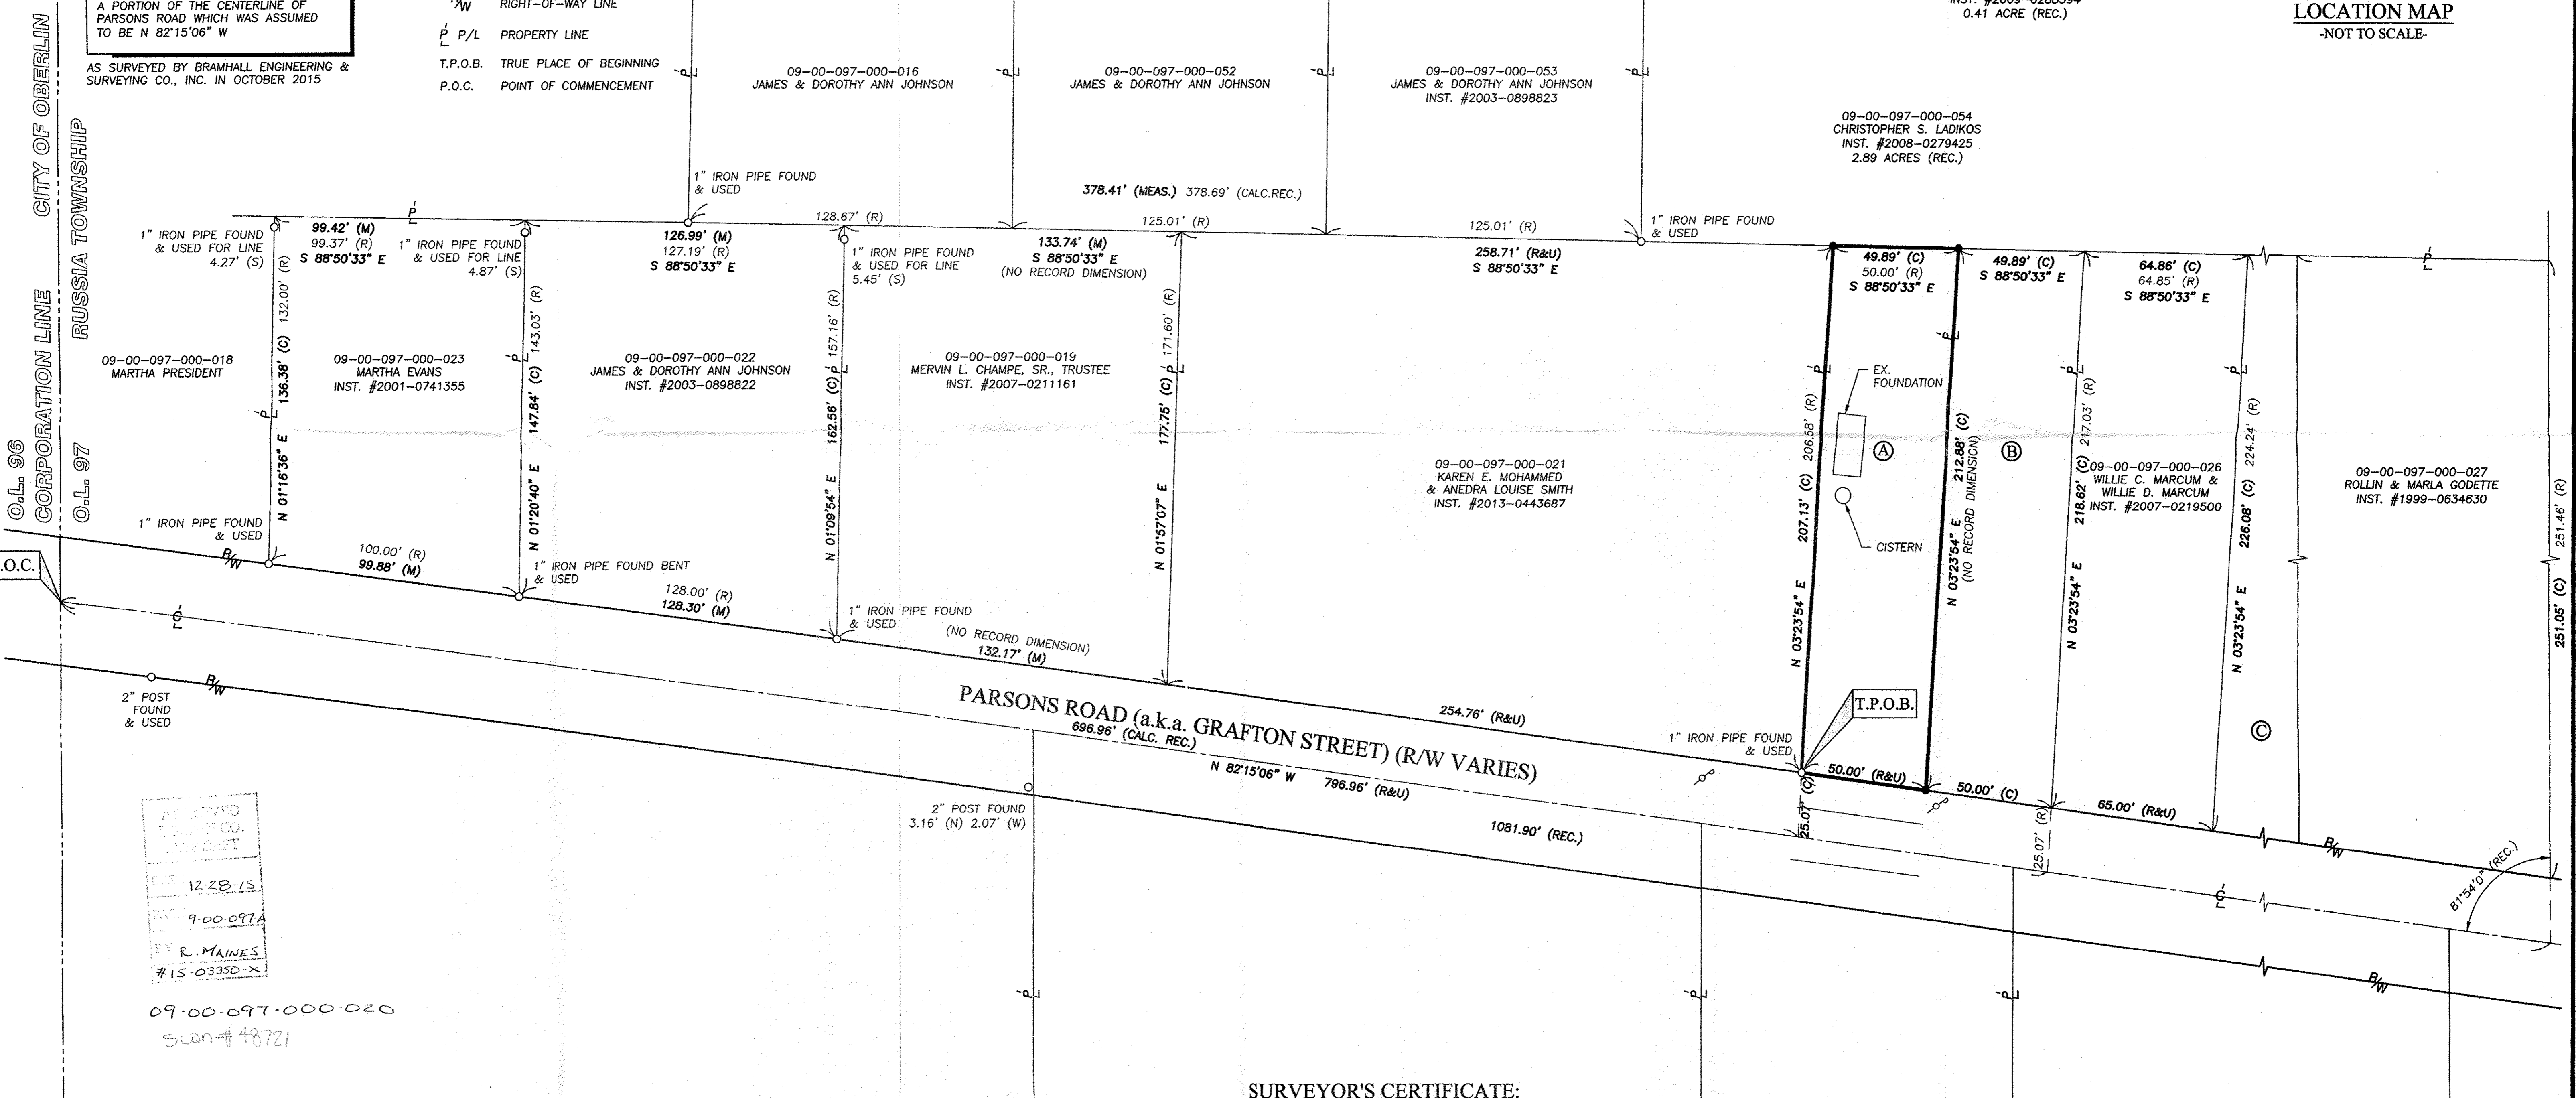 A PORTION OF THE CENTERLINE OF
PARSONS ROAD WHICH WAS ASSUMED
TO BE N 82°15'06" W
AS SURVEYED BY BRAMHALL ENGINEERING &
SURVEYING CO., INC. IN OCTOBER 2015
R/W RIGHT-OF-WAY LINE
P/L PROPERTY LINE
T.P.O.B. TRUE PLACE OF BEGINNING
P.O.C. POINT OF COMMENCEMENT
0.41 ACRE (REC.)
LOCATION MAP
-NOT TO SCALE-
CITY OF OBERLIN
CORPORATION LINE
RUSSIA TOWNSHIP
O.L. 96
O.L. 97
09-00-097-000-016
JAMES & DOROTHY ANN JOHNSON
09-00-097-000-052
JAMES & DOROTHY ANN JOHNSON
09-00-097-000-053
JAMES & DOROTHY ANN JOHNSON
INST. #2003-0898823
09-00-097-000-054
CHRISTOPHER S. LADIKOS
INST. #2008-0279425
2.89 ACRES (REC.)
1" IRON PIPE FOUND
& USED
378.41' (MEAS.) 378.69' (CALC.REC.)
128.67' (R)
125.01' (R)
125.01' (R)
1" IRON PIPE FOUND
& USED
1" IRON PIPE FOUND
& USED FOR LINE
4.27' (S)
99.42' (M)
99.37' (R)
S 88°50'33" E
1" IRON PIPE FOUND
& USED FOR LINE
4.87' (S)
126.99' (M)
127.19' (R)
S 88°50'33" E
1" IRON PIPE FOUND
& USED FOR LINE
5.45' (S)
133.74' (M)
S 88°50'33" E
(NO RECORD DIMENSION)
258.71' (R&U)
S 88°50'33" E
49.89' (C)
50.00' (R)
S 88°50'33" E
49.89' (C)
S 88°50'33" E
64.86' (C)
64.85' (R)
S 88°50'33" E
09-00-097-000-018
MARTHA PRESIDENT
N 01°16'36" E 136.38' (C) 132.00' (R)
09-00-097-000-023
MARTHA EVANS
INST. #2001-0741355
N 01°20'40" E 147.84' (C) 143.03' (R)
09-00-097-000-022
JAMES & DOROTHY ANN JOHNSON
INST. #2003-0898822
N 01°09'54" E 162.56' (C) 157.16' (R)
09-00-097-000-019
MERVIN L. CHAMPE, SR., TRUSTEE
INST. #2007-0211161
N 01°57'07" E 177.75' (C) 171.60' (R)
09-00-097-000-021
KAREN E. MOHAMMED
& ANEDRA LOUISE SMITH
INST. #2013-0443687
N 03°23'54" E 207.13' (C) 206.58' (R)
EX.
FOUNDATION
A
CISTERN
N 03°23'54" E 212.88' (C)
(NO RECORD DIMENSION)
B
N 03°23'54" E 218.62' (C) 217.03' (R)
09-00-097-000-026
WILLIE C. MARCUM &
WILLIE D. MARCUM
INST. #2007-0219500
N 03°23'54" E 226.08' (C) 224.24' (R)
C
09-00-097-000-027
ROLLIN & MARLA GODETTE
INST. #1999-0634630
251.05' (C) 251.46' (R)
1" IRON PIPE FOUND
& USED
R/W
.O.C.
100.00' (R)
99.88' (M)
1" IRON PIPE FOUND BENT
& USED
128.00' (R)
128.30' (M)
1" IRON PIPE FOUND
& USED
(NO RECORD DIMENSION)
132.17' (M)
254.76' (R&U)
1" IRON PIPE FOUND
& USED
T.P.O.B.
50.00' (R&U)
50.00' (C)
65.00' (R&U)
R/W
25.07' (C)
25.07' (R)
81°54'0" (REC.)
PARSONS ROAD (a.k.a. GRAFTON STREET) (R/W VARIES)
696.96' (CALC. REC.)
N 82°15'06" W 796.96' (R&U)
1081.90' (REC.)
2" POST
FOUND
& USED
R/W
2" POST FOUND
3.16' (N) 2.07' (W)
R/W
12-28-15
9-00-097A
BY R. MAINES
#15-03350-X
09-00-097-000-020
Scan # 48721
SURVEYOR'S CERTIFICATE: